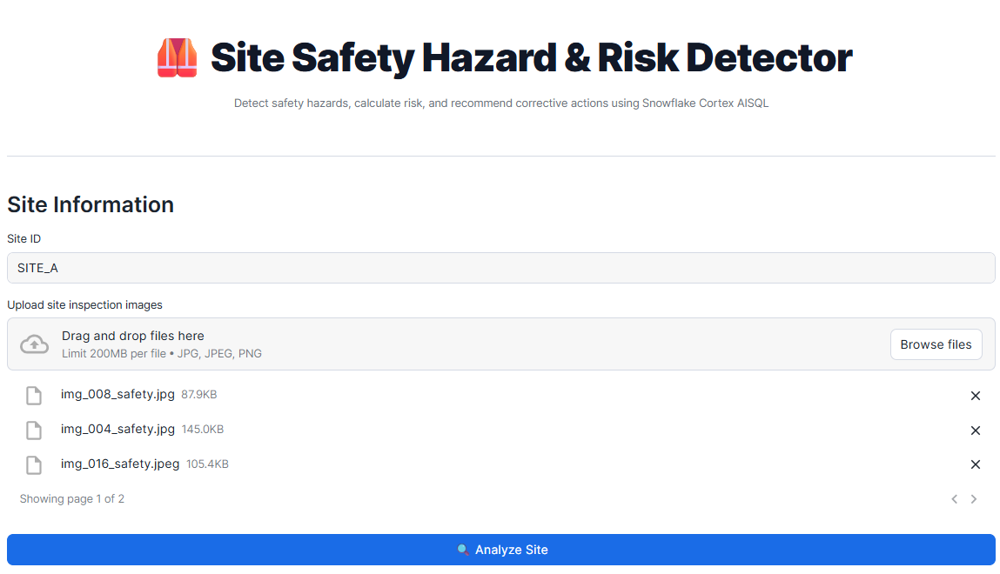 Site Safety Hazard & Risk Detector
Detect safety hazards, calculate risk, and recommend corrective actions using Snowflake Cortex AISQL
Site Information
Site ID
SITE_A
Upload site inspection images
Drag and drop files here
Limit 200MB per file • JPG, JPEG, PNG
Browse files
img_008_safety.jpg 87.9KB
img_004_safety.jpg 145.0KB
img_016_safety.jpeg 105.4KB
Showing page 1 of 2
Analyze Site